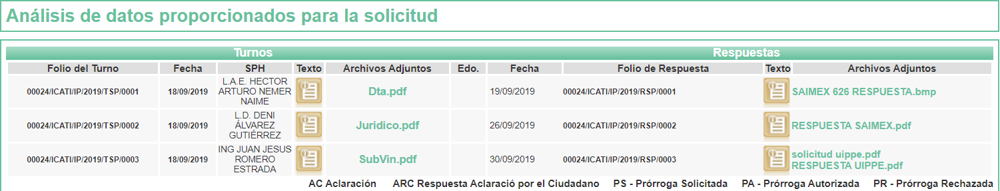 Análisis de datos proporcionados para la solicitud
Turnos Respuestas
Folio del Turno Fecha SPH Texto Archivos Adjuntos Edo. Fecha Folio de Respuesta Texto Archivos Adjuntos
00024/ICATI/IP/2019/TSP/0001 18/09/2019 L.A.E. HECTOR
ARTURO NEMER
NAIME Dta.pdf 19/09/2019 00024/ICATI/IP/2019/RSP/0001 SAIMEX 626 RESPUESTA.bmp
00024/ICATI/IP/2019/TSP/0002 18/09/2019 L.D. DENI
ÁLVAREZ
GUTIÉRREZ Juridico.pdf 26/09/2019 00024/ICATI/IP/2019/RSP/0002 RESPUESTA SAIMEX.pdf
00024/ICATI/IP/2019/TSP/0003 18/09/2019 ING JUAN JESUS
ROMERO
ESTRADA SubVin.pdf 30/09/2019 00024/ICATI/IP/2019/RSP/0003 solicitud uippe.pdf
RESPUESTA UIPPE.pdf
AC Aclaración ARC Respuesta Aclaració por el Ciudadano PS - Prórroga Solicitada PA - Prórroga Autorizada PR - Prórroga Rechazada